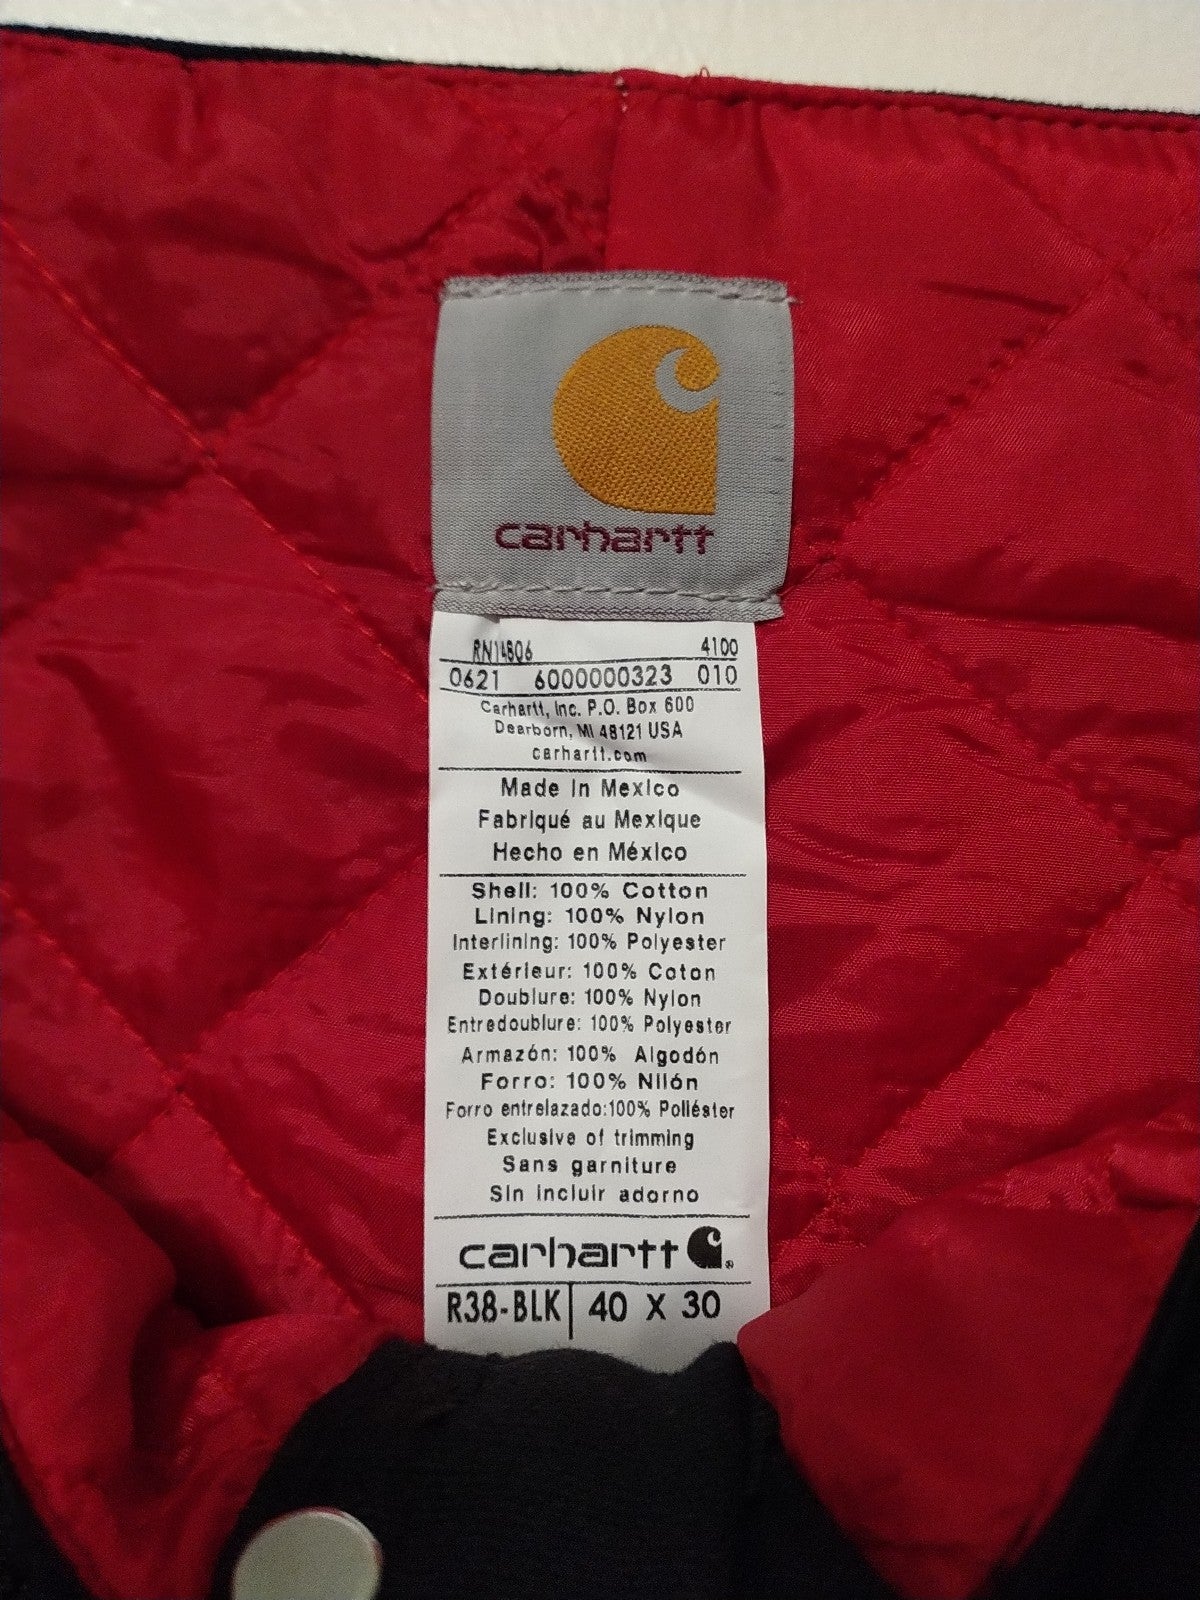 carhartt
RN14806 4100
0621 6000000323 010
Carhartt, Inc. P.O. Box 600
Dearborn, MI 48121 USA
carhartt.com
Made in Mexico
Fabriqué au Mexique
Hecho en México
Shell: 100% Cotton
Lining: 100% Nylon
Interlining: 100% Polyester
Extérieur: 100% Coton
Doublure: 100% Nylon
Entredoublure: 100% Polyester
Armazón: 100% Algodón
Forro: 100% Nilón
Forro entrelazado:100% Poliéster
Exclusive of trimming
Sans garniture
Sin incluir adorno
carhartt ®
R38-BLK 40 X 30